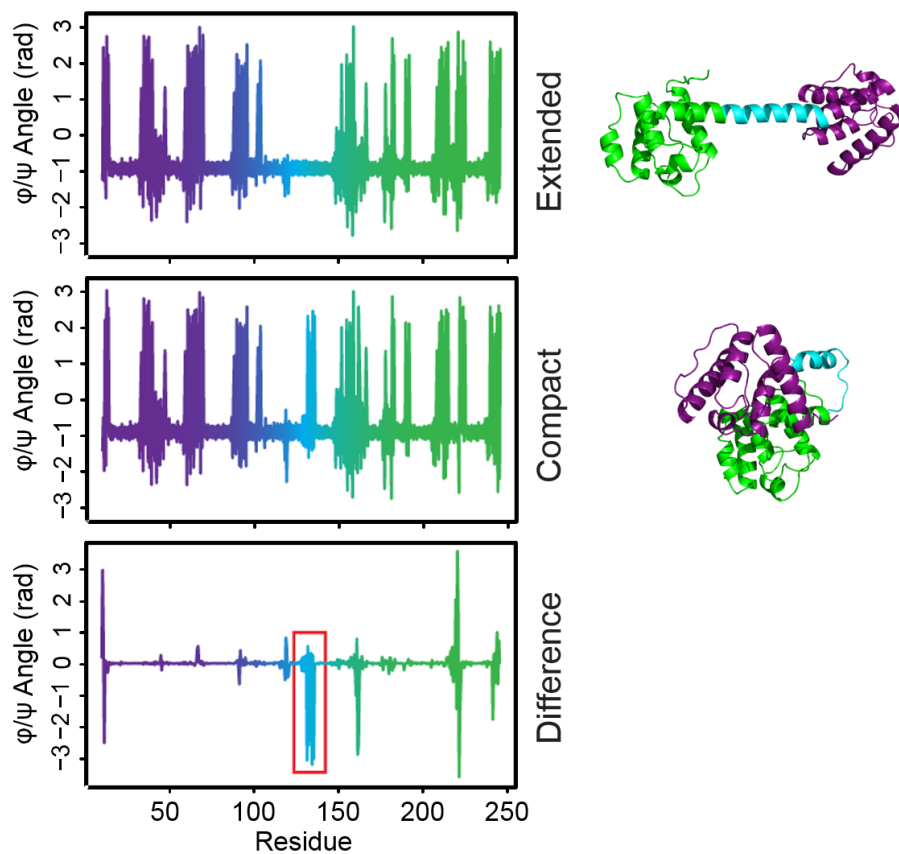 φ/ψ Angle (rad)
3
2
1
0
−1
−2
−3
Extended
φ/ψ Angle (rad)
3
2
1
0
−1
−2
−3
Compact
φ/ψ Angle (rad)
3
2
1
0
−1
−2
−3
Difference
50 100 150 200 250
Residue